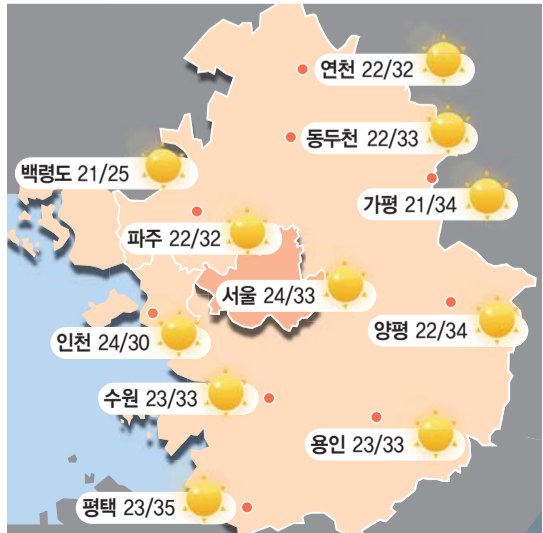 연천 22/32
동두천 22/33
백령도 21/25
가평 21/34
파주 22/32
서울 24/33
양평 22/34
인천 24/30
수원 23/33
용인 23/33
평택 23/35